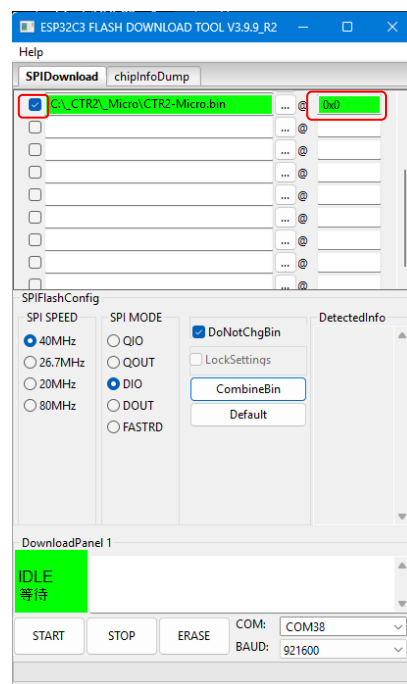 ESP32C3 FLASH DOWNLOAD TOOL V3.9.9_R2
Help
SPIDownload chipInfoDump
C:\_CTR2\_Micro\CTR2-Micro.bin ... @ 0x0
... @
... @
... @
... @
... @
... @
... @
... @
SPIFlashConfig
SPI SPEED
40MHz
26.7MHz
20MHz
80MHz
SPI MODE
QIO
QOUT
DIO
DOUT
FASTRD
DoNotChgBin
LockSettings
CombineBin
Default
DetectedInfo
DownloadPanel 1
IDLE
等待
START STOP ERASE
COM: COM38
BAUD: 921600